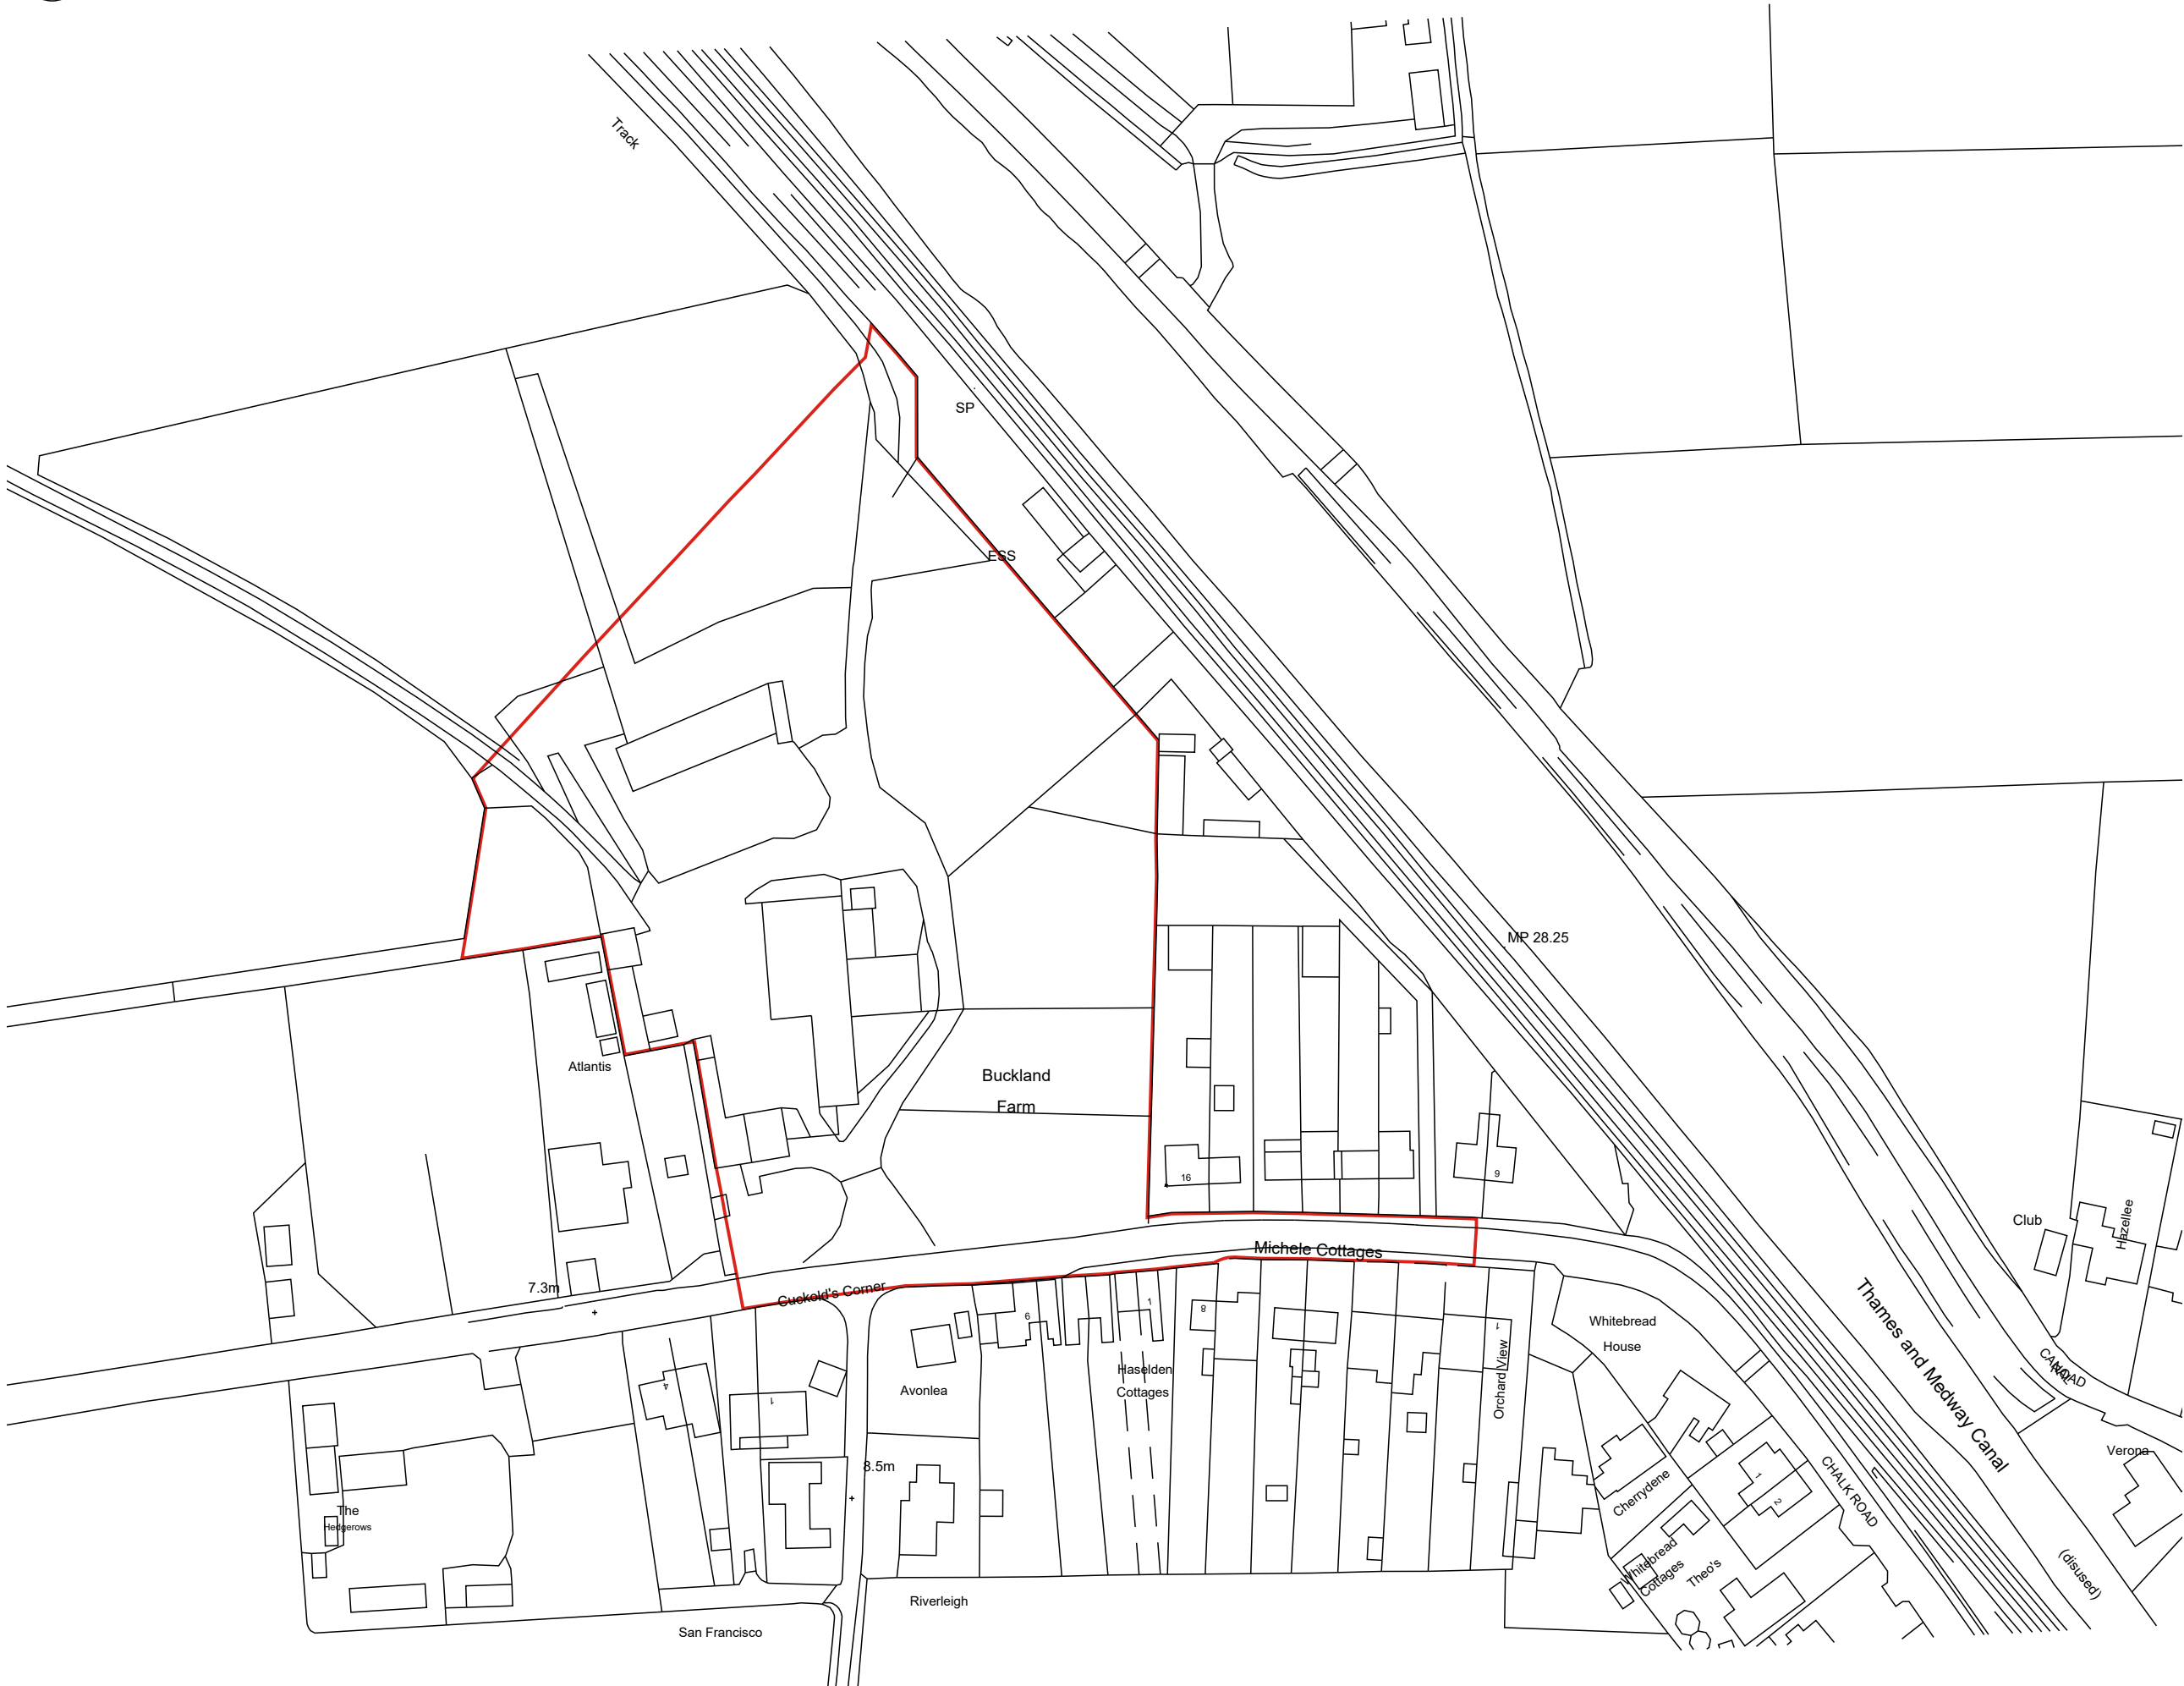 Track
SP
ESS
MP 28.25
Atlantis
Buckland
Farm
16
9
Club
Hazellee
Michele Cottages
7.3m
Cuckold's Corner
Thames and Medway Canal
Whitebread
House
9
1
8
1
Haselden
Cottages
Orchard View
Avonlea
4
1
8.5m
CANAL
ROAD
Verona
Cherrydene
1
2
CHALK ROAD
The
Hedgerows
Whitebread
Cottages
Theo's
(disused)
Riverleigh
San Francisco